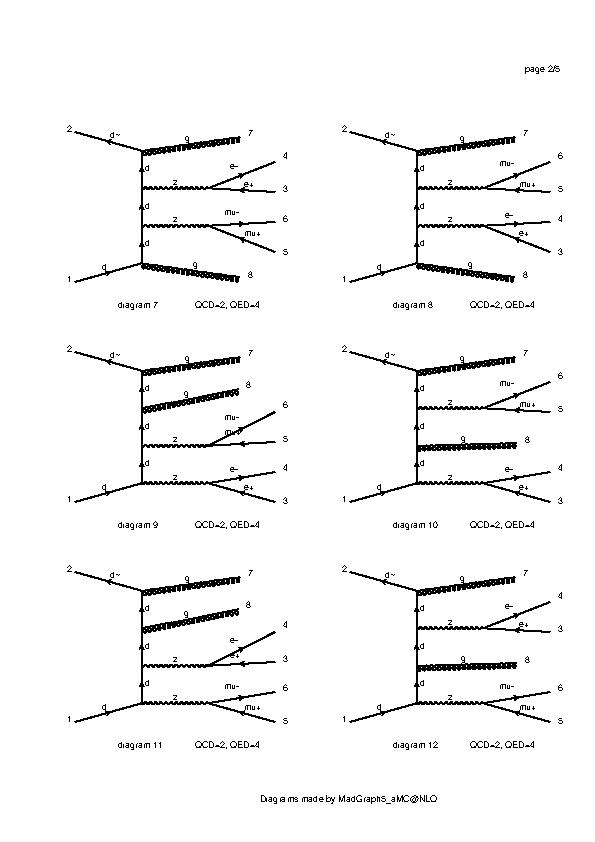 page 2/5
2 d~ g 7
d e- 4
z e+ 3
d
z mu- 6
d mu+ 5
1 d g 8
diagram 7 QCD=2, QED=4
2 d~ g 7
d mu- 6
z mu+ 5
d
z e- 4
d e+ 3
1 d g 8
diagram 8 QCD=2, QED=4
2 d~ g 7
d g 8
d mu- 6
z 5
d e- 4
1 d z e+ 3
diagram 9 QCD=2, QED=4
2 d~ g 7
d mu- 6
z mu+ 5
d g 8
d e- 4
1 d z e+ 3
diagram 10 QCD=2, QED=4
2 d~ g 7
d g 8
d e- 4
z e+ 3
d mu- 6
1 d z mu+ 5
diagram 11 QCD=2, QED=4
2 d~ g 7
d e- 4
z e+ 3
d g 8
d mu- 6
1 d z mu+ 5
diagram 12 QCD=2, QED=4
Diagrams made by MadGraph5_aMC@NLO